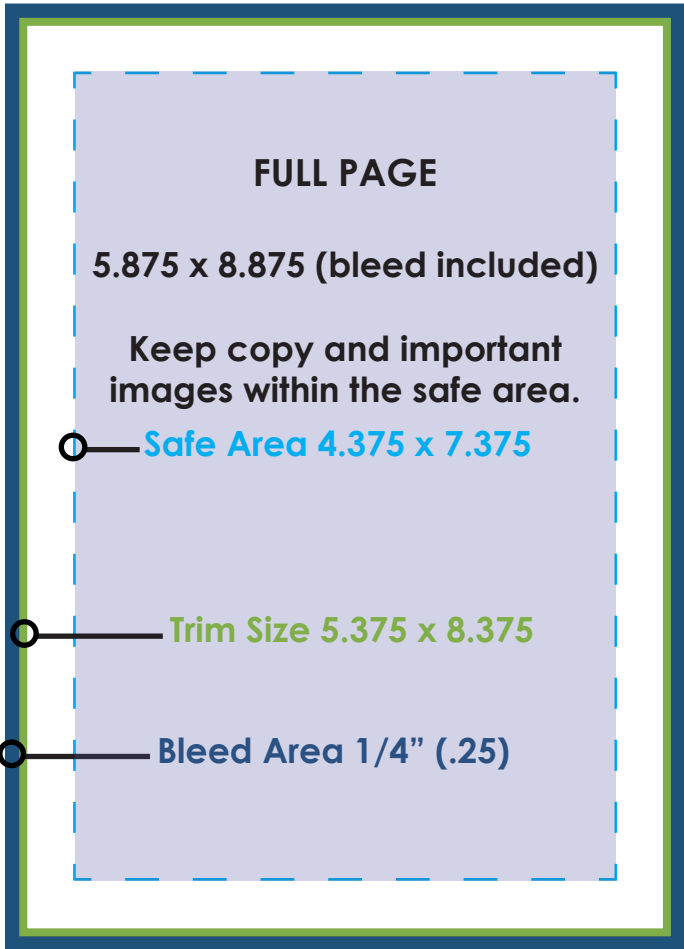 FULL PAGE
5.875 x 8.875 (bleed included)
Keep copy and important
images within the safe area.
Safe Area 4.375 x 7.375
Trim Size 5.375 x 8.375
Bleed Area 1/4” (.25)